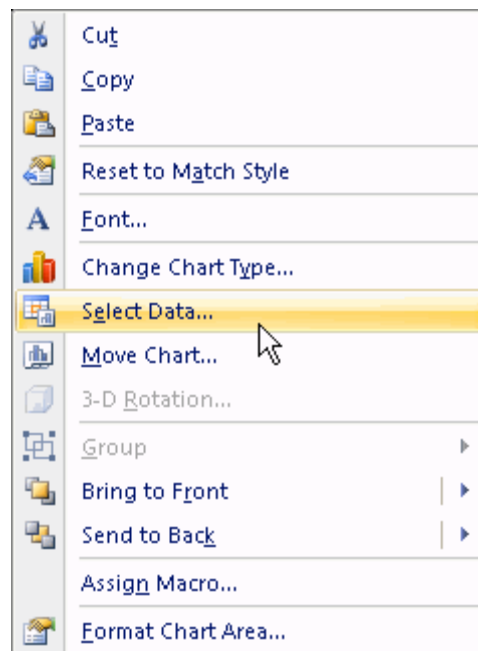 Cut
Copy
Paste
Reset to Match Style
Font...
Change Chart Type...
Select Data...
Move Chart...
3-D Rotation...
Group
Bring to Front
Send to Back
Assign Macro...
Format Chart Area...